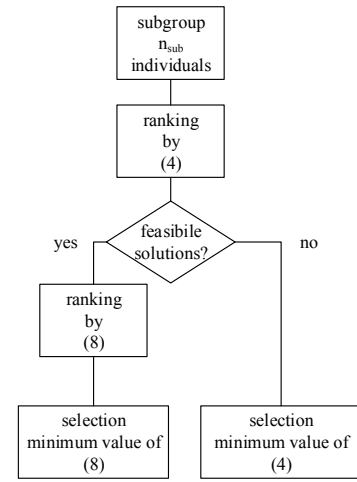 subgroup
n_sub
individuals
ranking
by
(4)
feasibile
solutions?
yes
no
ranking
by
(8)
selection
minimum value of
(8)
selection
minimum value of
(4)